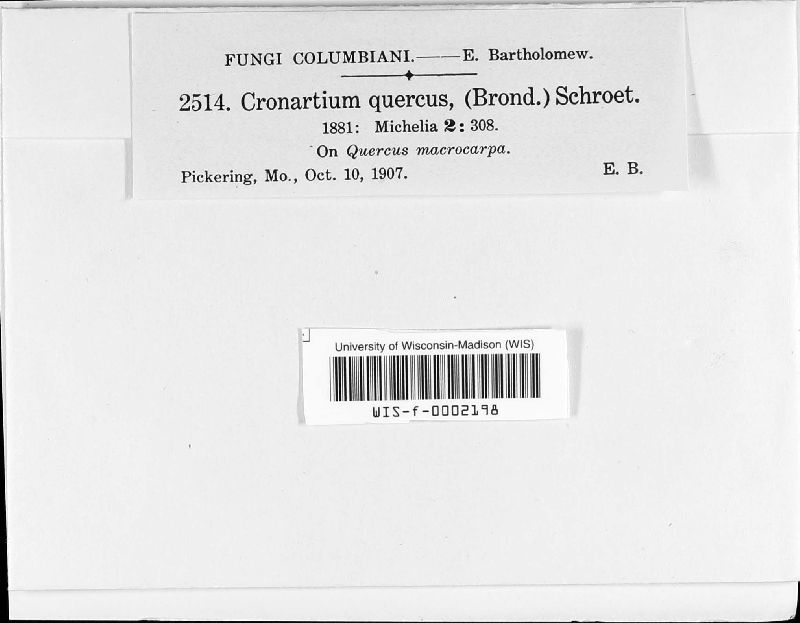 FUNGI COLUMBIANI.——E. Bartholomew.
2514. Cronartium quercus, (Brond.) Schroet.
1881: Michelia 2: 308.
On Quercus macrocarpa.
Pickering, Mo., Oct. 10, 1907. E. B.
University of Wisconsin-Madison (WIS)
WIS-f-0002198